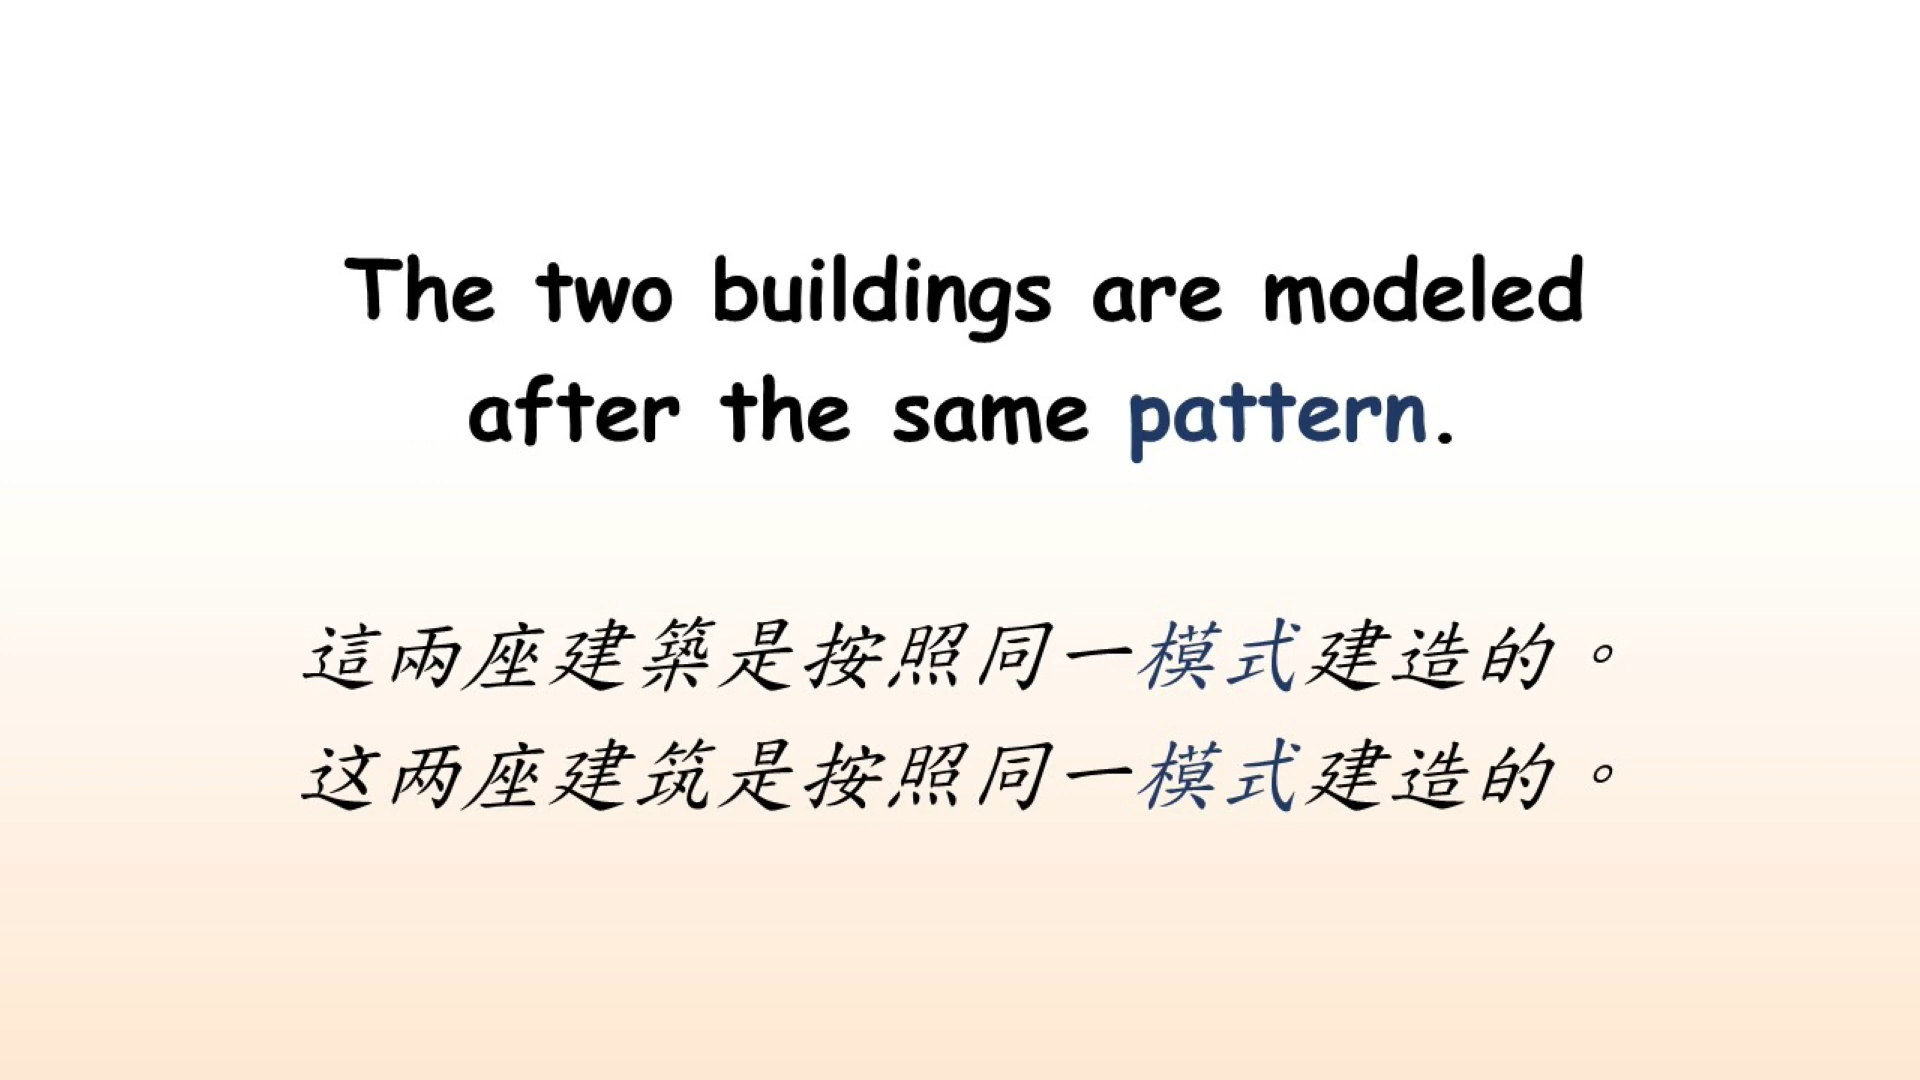 The two buildings are modeled
after the same pattern.
這兩座建築是按照同一模式建造的。
这两座建筑是按照同一模式建造的。